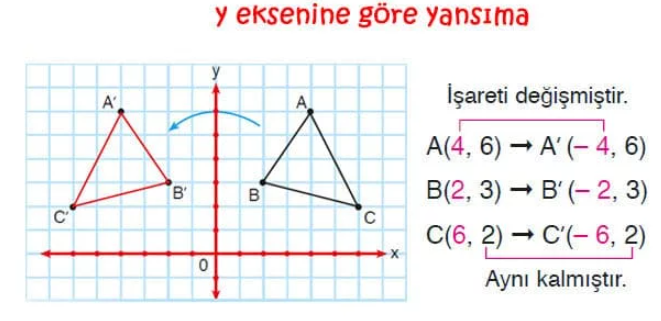 y eksenine göre yansıma
y
A′
A
B′
B
C′
C
x
0
İşareti değişmiştir.
A(4, 6) → A′ (– 4, 6)
B(2, 3) → B′ (– 2, 3)
C(6, 2) → C′(– 6, 2)
Aynı kalmıştır.